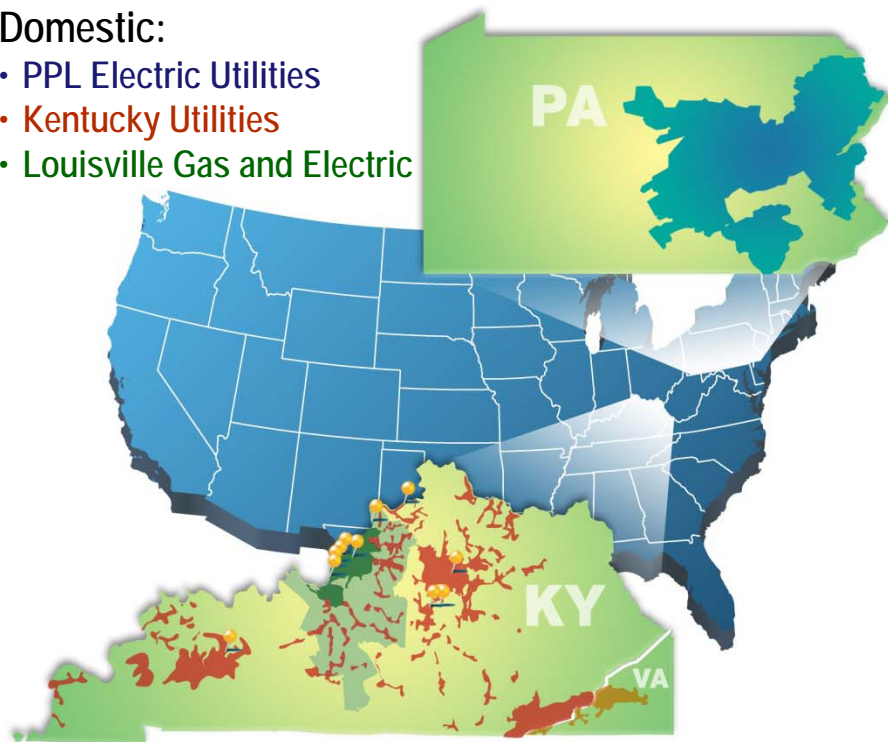 Domestic:
• PPL Electric Utilities
• Kentucky Utilities
• Louisville Gas and Electric
PA
KY
VA